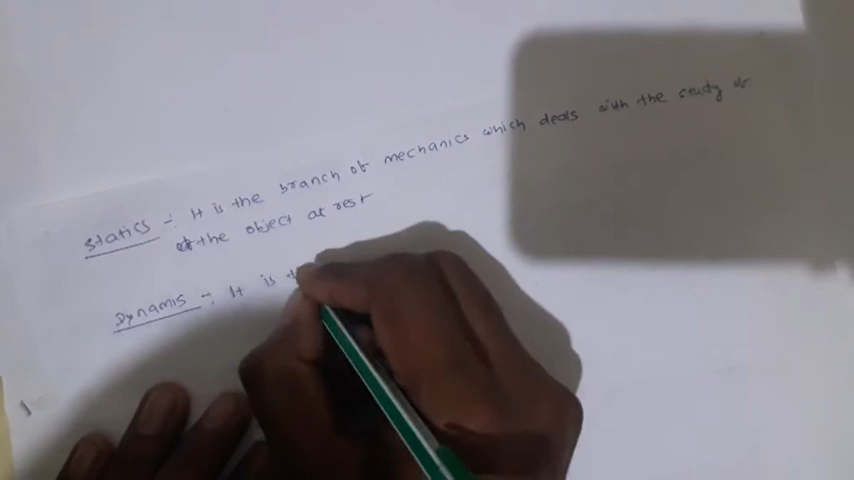 Statics :- It is the branch of mechanics which deals with the study of
the object at rest
Dynamis :- It is